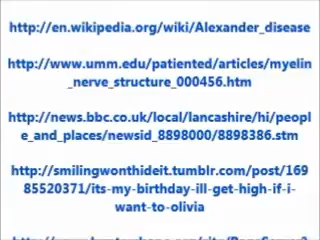 http://en.wikipedia.org/wiki/Alexander_disease
http://www.umm.edu/patiented/articles/myelin
_nerve_structure_000456.htm
http://news.bbc.co.uk/local/lancashire/hi/peopl
e_and_places/newsid_8898000/8898386.stm
http://smilingwonthideit.tumblr.com/post/169
85520371/its-my-birthday-ill-get-high-if-i-
want-to-olivia